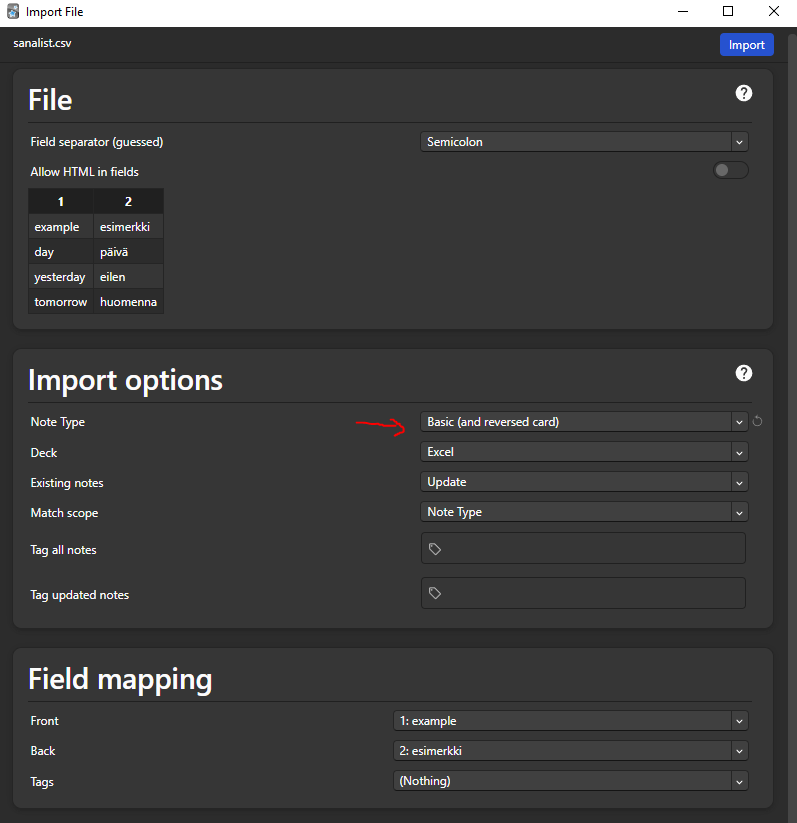 Import File
sanalist.csv
Import
File
Field separator (guessed)
Semicolon
Allow HTML in fields
1 2
example esimerkki
day päivä
yesterday eilen
tomorrow huomenna
Import options
Note Type
Basic (and reversed card)
Deck
Excel
Existing notes
Update
Match scope
Note Type
Tag all notes
Tag updated notes
Field mapping
Front
1: example
Back
2: esimerkki
Tags
(Nothing)